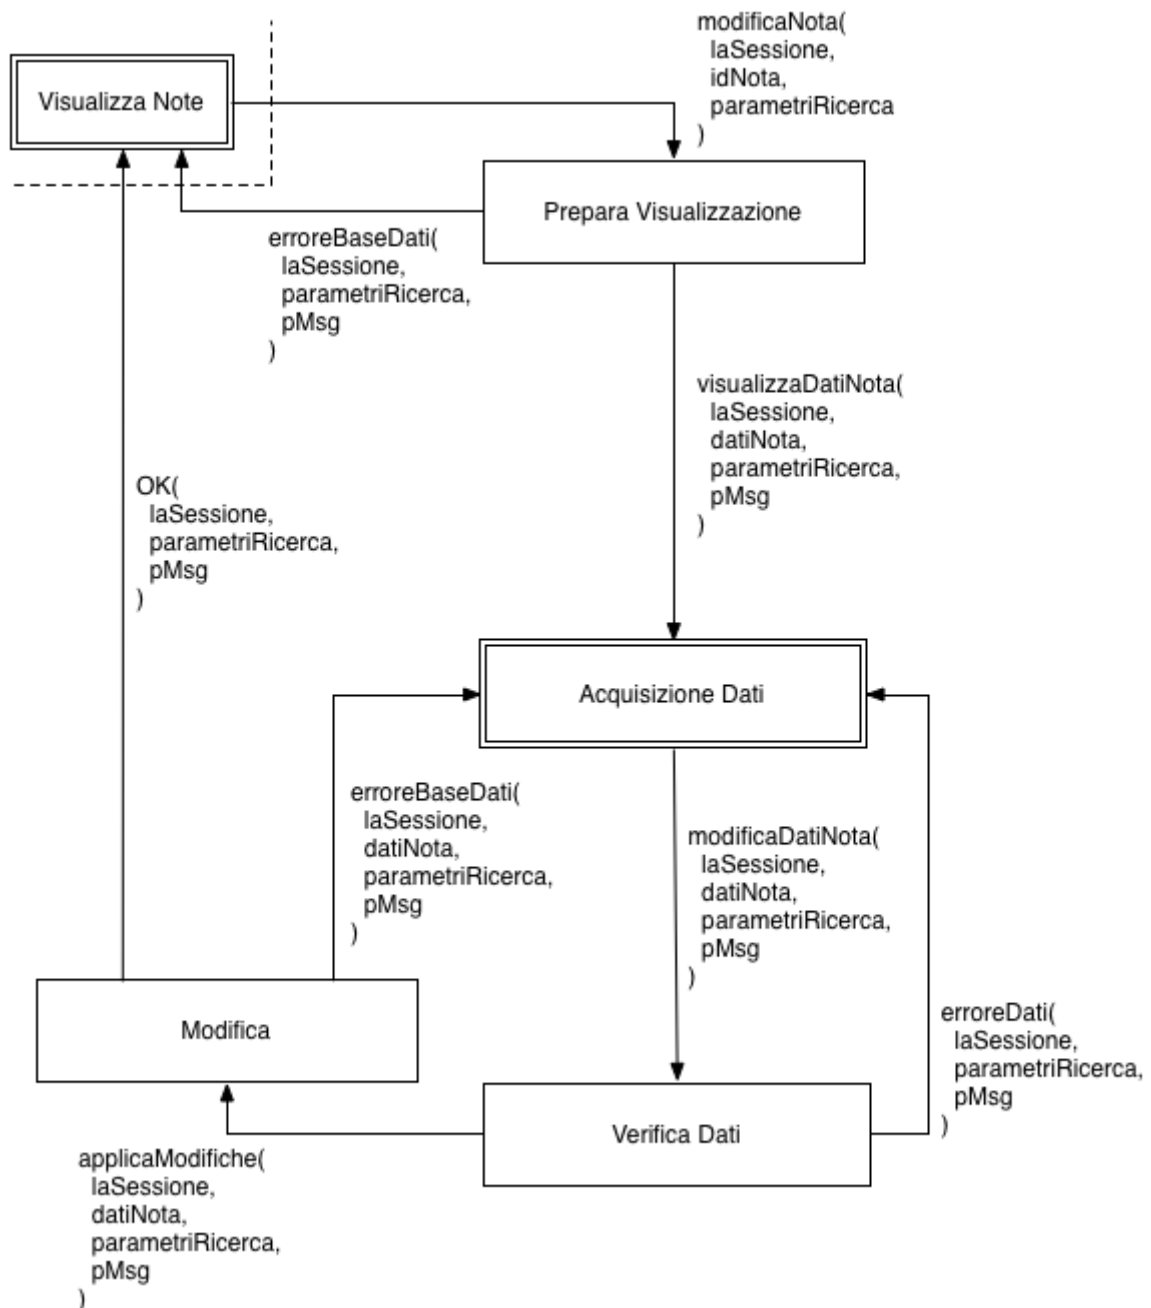 modificaNota(
laSessione,
idNota,
parametriRicerca
)
Visualizza Note
Prepara Visualizzazione
erroreBaseDati(
laSessione,
parametriRicerca,
pMsg
)
visualizzaDatiNota(
laSessione,
datiNota,
parametriRicerca,
pMsg
)
OK(
laSessione,
parametriRicerca,
pMsg
)
Acquisizione Dati
erroreBaseDati(
laSessione,
datiNota,
parametriRicerca,
pMsg
)
modificaDatiNota(
laSessione,
datiNota,
parametriRicerca,
pMsg
)
Modifica
erroreDati(
laSessione,
parametriRicerca,
pMsg
)
Verifica Dati
applicaModifiche(
laSessione,
datiNota,
parametriRicerca,
pMsg
)